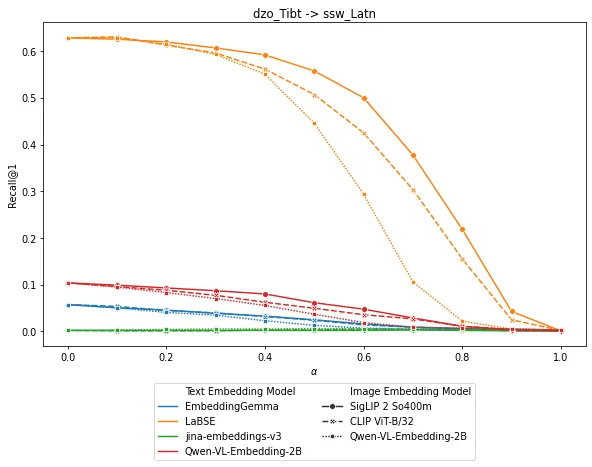 dzo_Tibt -> ssw_Latn
Recall@1
0.6
0.5
0.4
0.3
0.2
0.1
0.0
0.0 0.2 0.4 0.6 0.8 1.0
α
Text Embedding Model Image Embedding Model
EmbeddingGemma SigLIP 2 So400m
LaBSE CLIP ViT-B/32
jina-embeddings-v3 Qwen-VL-Embedding-2B
Qwen-VL-Embedding-2B